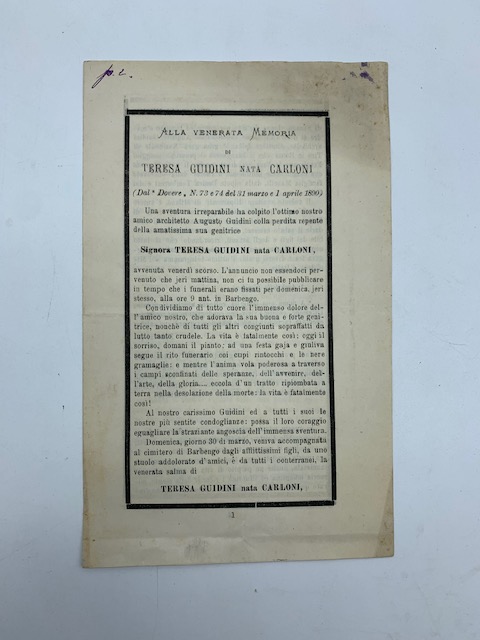 p. 2.
ALLA VENERATA MEMORIA
DI
TERESA GUIDINI NATA CARLONI
(Dal « Dovere », N. 73 e 74 del 31 marzo e 1 aprile 1890)
Una sventura irreparabile ha colpito l'ottimo nostro
amico architetto Augusto Guidini colla perdita repente
della amatissima sua genitrice
Signora TERESA GUIDINI nata CARLONI,
avvenuta venerdì scorso. L'annuncio non essendoci per-
venuto che jeri mattina, non ci fu possibile pubblicare
in tempo che i funerali erano fissati per domenica, jeri
stesso, alla ore 9 ant. in Barbengo.
Condividiamo di tutto cuore l'immenso dolore del-
l'amico nostro, che adorava la sua buona e forte geni-
trice, nonchè di tutti gli altri congiunti sopraffatti da
lutto tanto crudele. La vita è fatalmente così: oggi il
sorriso, domani il pianto; ad una festa gaja e giuliva
segue il rito funerario coi cupi rintocchi e le nere
gramaglie; e mentre l'anima vola poderosa a traverso
i campi sconfinati delle speranze, dell'avvenire, del-
l'arte, della gloria.... eccola d'un tratto ripiombata a
terra nella desolazione della morte: la vita è fatalmente
così!
Al nostro carissimo Guidini ed a tutti i suoi le
nostre più sentite condoglianze: possa il loro coraggio
eguagliare la straziante angoscia dell'immensa sventura.
Domenica, giorno 30 di marzo, veniva accompagnata
al cimitero di Barbengo dagli afflittissimi figli, da uno
stuolo addolorato d'amici, e da tutti i conterranei, la
venerata salma di
TERESA GUIDINI nata CARLONI,
1